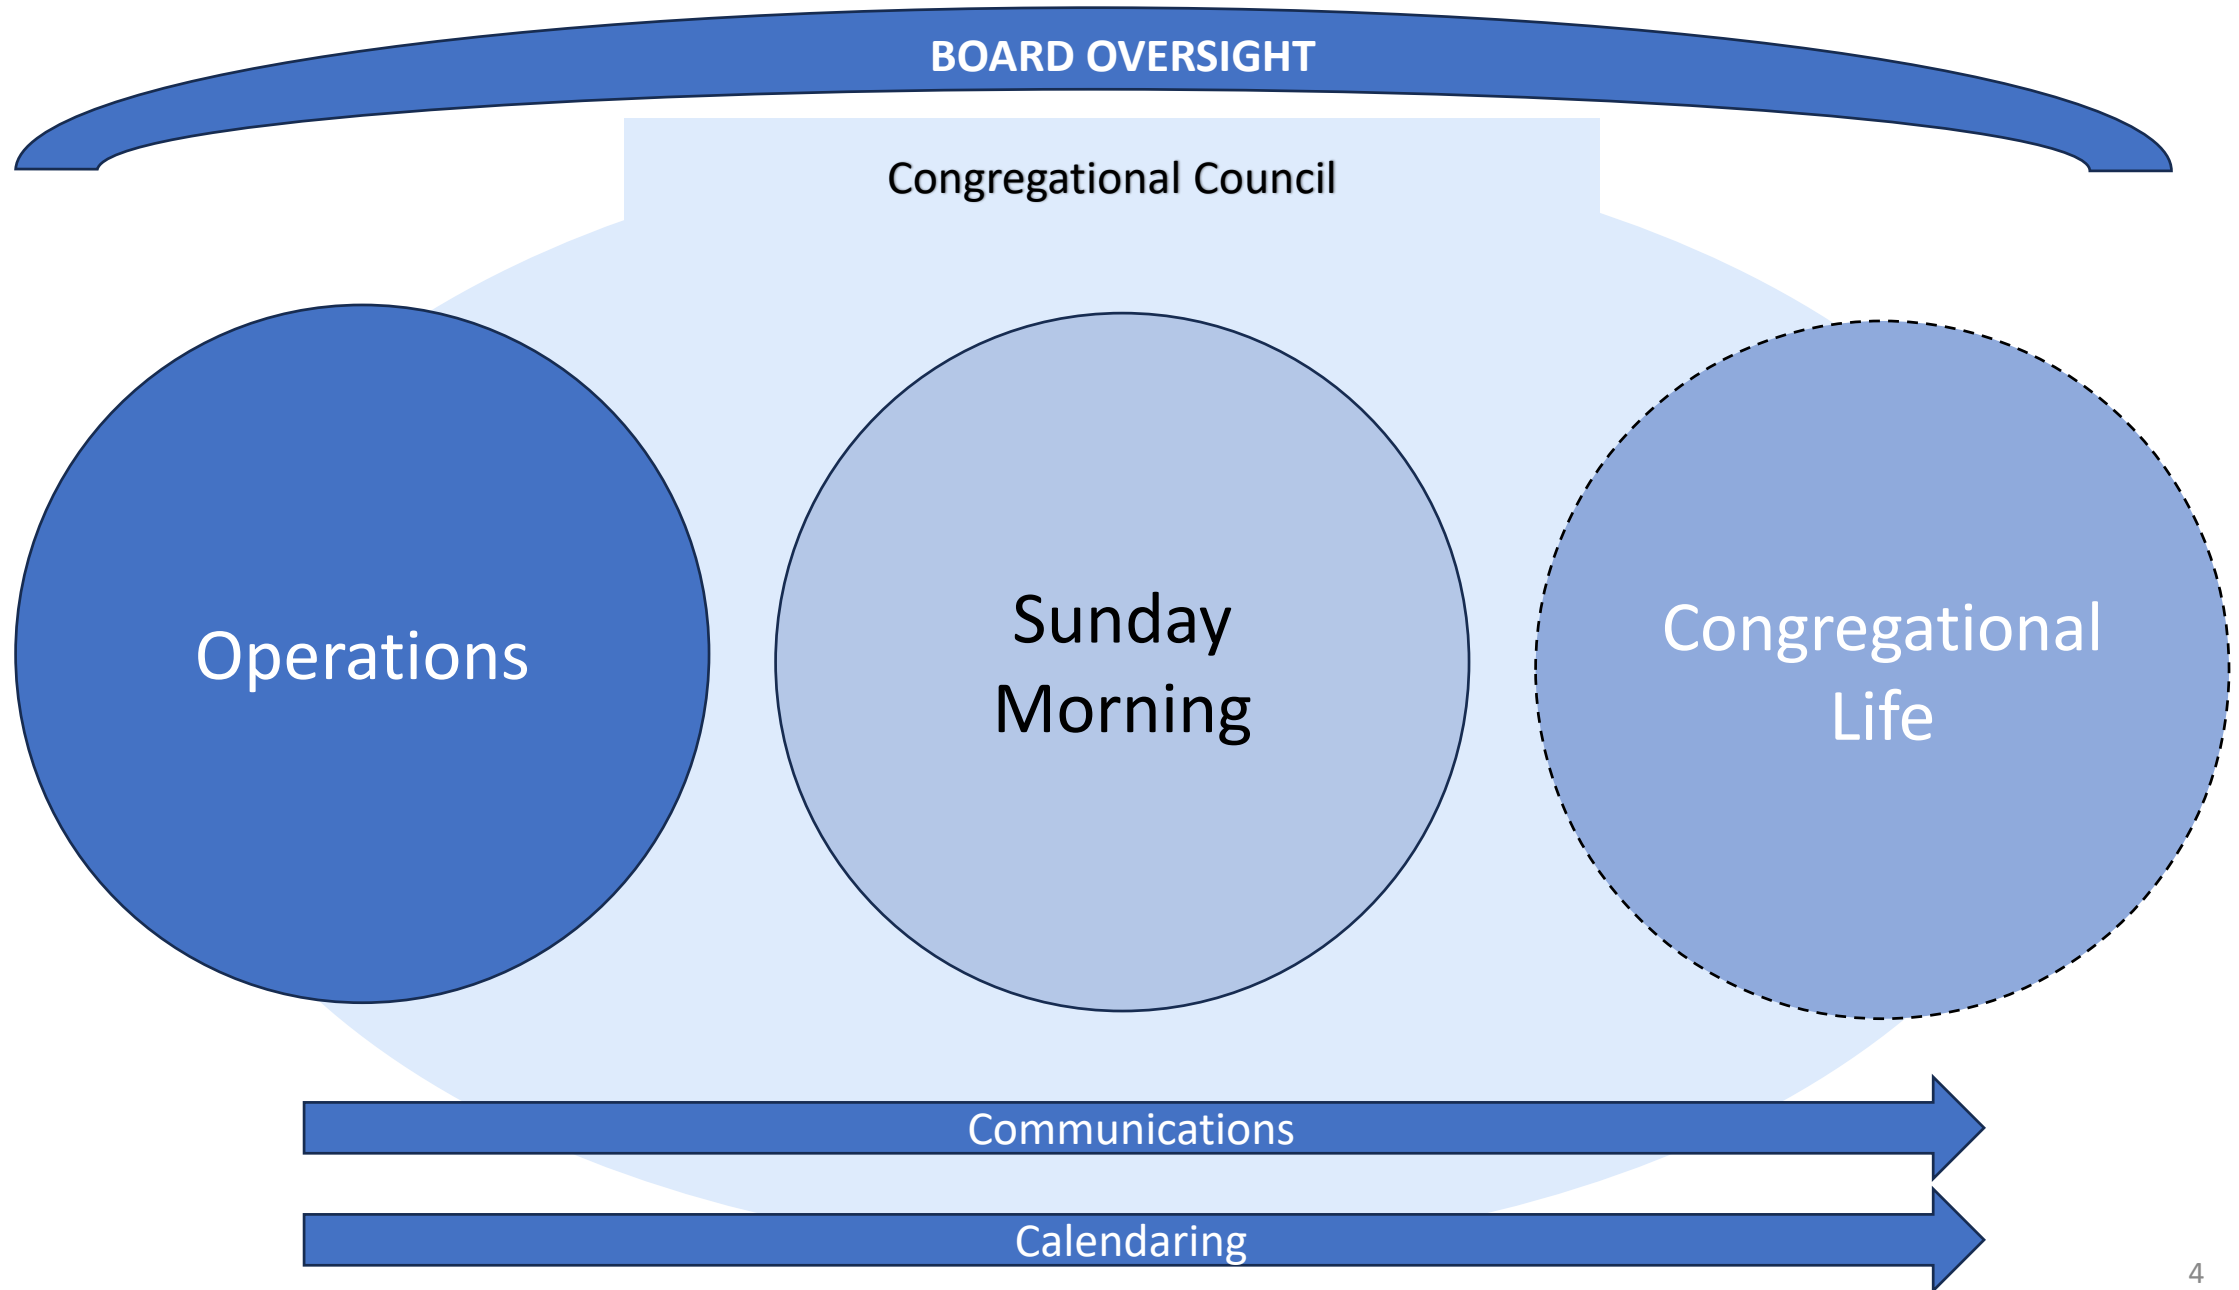 BOARD OVERSIGHT
Congregational Council
Operations
Sunday
Morning
Congregational
Life
Communications
Calendaring
4